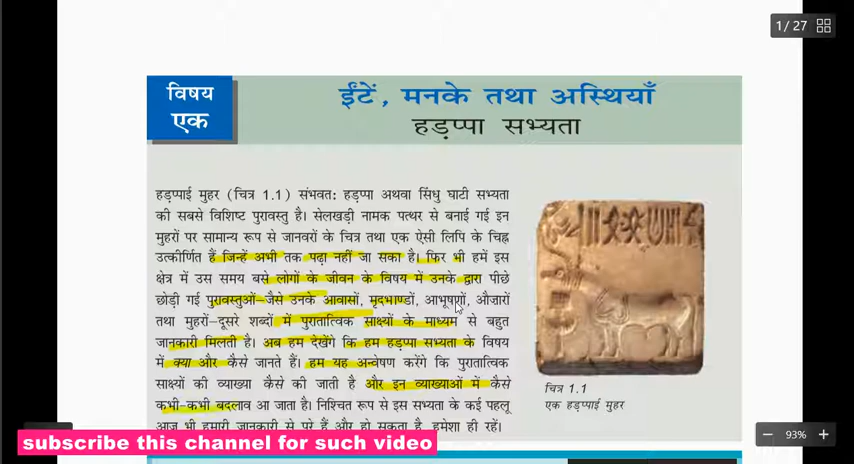 1 / 27
विषय
एक
ईंटें, मनके तथा अस्थियाँ
हड़प्पा सभ्यता
हड़प्पाई मुहर (चित्र 1.1) संभवत: हड़प्पा अथवा सिंधु घाटी सभ्यता
की सबसे विशिष्ट पुरावस्तु है। सेलखड़ी नामक पत्थर से बनाई गई इन
मुहरों पर सामान्य रूप से जानवरों के चित्र तथा एक ऐसी लिपि के चिह्न
उत्कीर्णित हैं जिन्हें अभी तक पढ़ा नहीं जा सका है। फिर भी हमें इस
क्षेत्र में उस समय बसे लोगों के जीवन के विषय में उनके द्वारा पीछे
छोड़ी गई पुरावस्तुओं-जैसे उनके आवासों, मृदभाण्डों, आभूषणों, औजारों
तथा मुहरों-दूसरे शब्दों में पुरातात्विक साक्ष्यों के माध्यम से बहुत
जानकारी मिलती है। अब हम देखेंगे कि हम हड़प्पा सभ्यता के विषय
में क्या और कैसे जानते हैं। हम यह अन्वेषण करेंगे कि पुरातात्विक
साक्ष्यों की व्याख्या कैसे की जाती है और इन व्याख्याओं में कैसे
कभी-कभी बदलाव आ जाता है। निश्चित रूप से इस सभ्यता के कई पहलू
आज भी हमारी जानकारी से परे हैं और हो सकता है, हमेशा ही रहें।
चित्र 1.1
एक हड़प्पाई मुहर
93%
subscribe this channel for such video